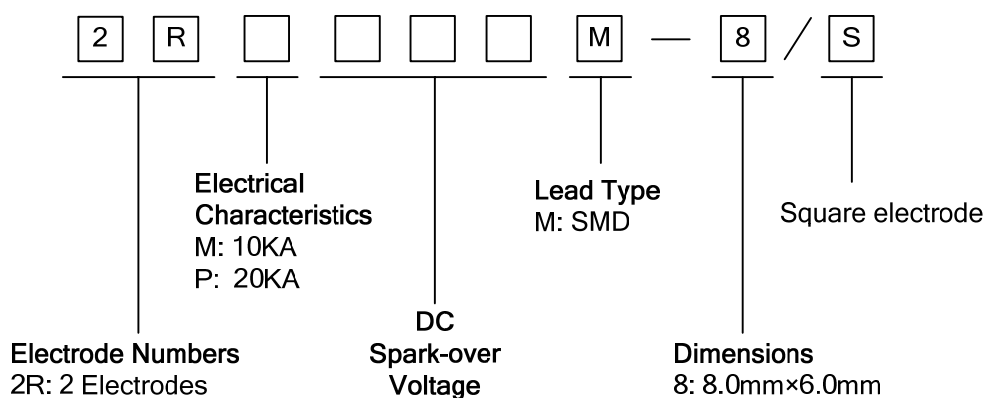 2 R M — 8 / S
Electrical
Characteristics
M: 10KA
P: 20KA
Lead Type
M: SMD
Square electrode
DC
Spark-over
Voltage
Electrode Numbers
2R: 2 Electrodes
Dimensions
8: 8.0mm×6.0mm